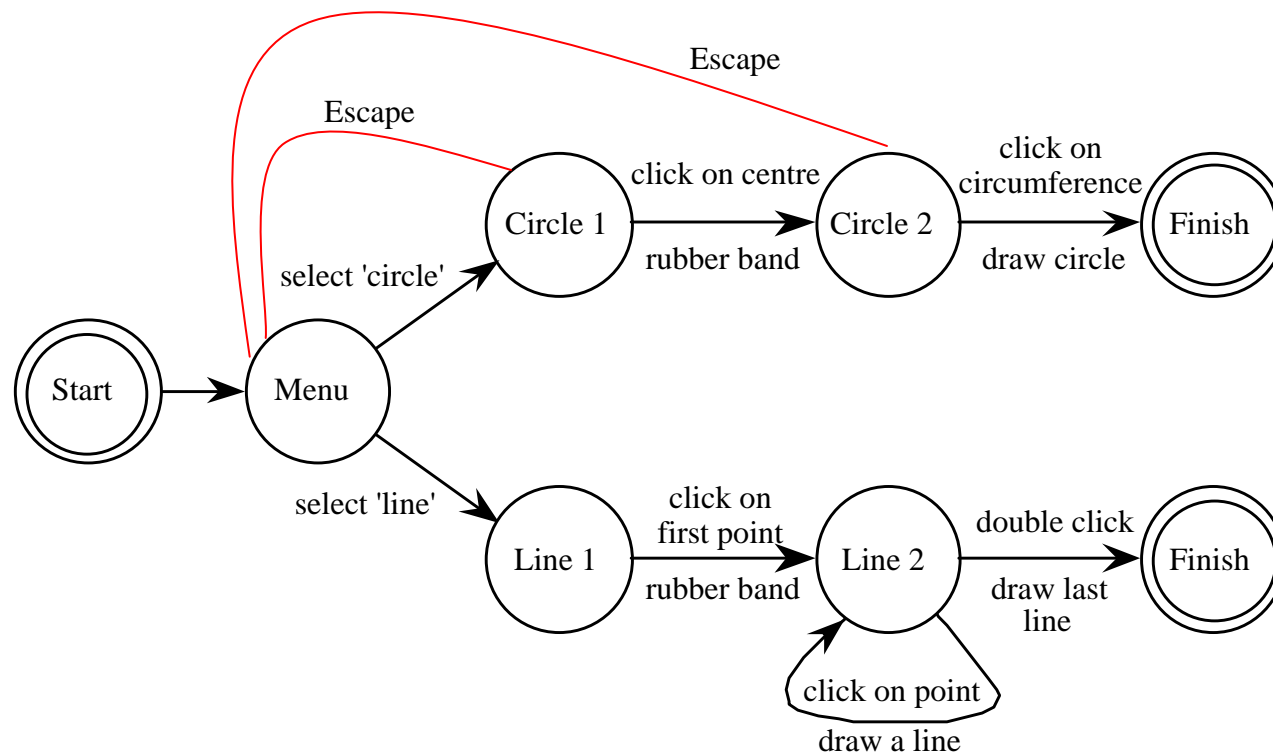 Escape
Escape
click on
circumference
click on centre
Circle 1
Circle 2
Finish
rubber band
draw circle
select 'circle'
Start
Menu
select 'line'
click on
first point
double click
Line 1
Line 2
Finish
rubber band
draw last
line
click on point
draw a line